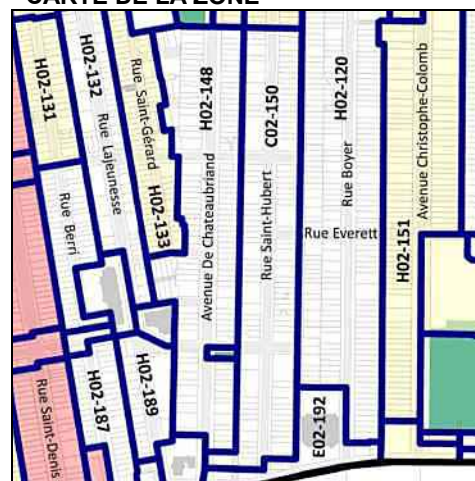 CARTE DE LA ZONE
H02-131
H02-132
Rue Lajeunesse
Rue Saint-Gérard
H02-133
H02-148
Avenue De Chateaubriand
C02-150
Rue Saint-Hubert
H02-120
Rue Boyer
Rue Everett
Avenue Christophe-Colomb
H02-151
Rue Berri
Rue Saint-Denis
H02-187
H02-189
E02-192